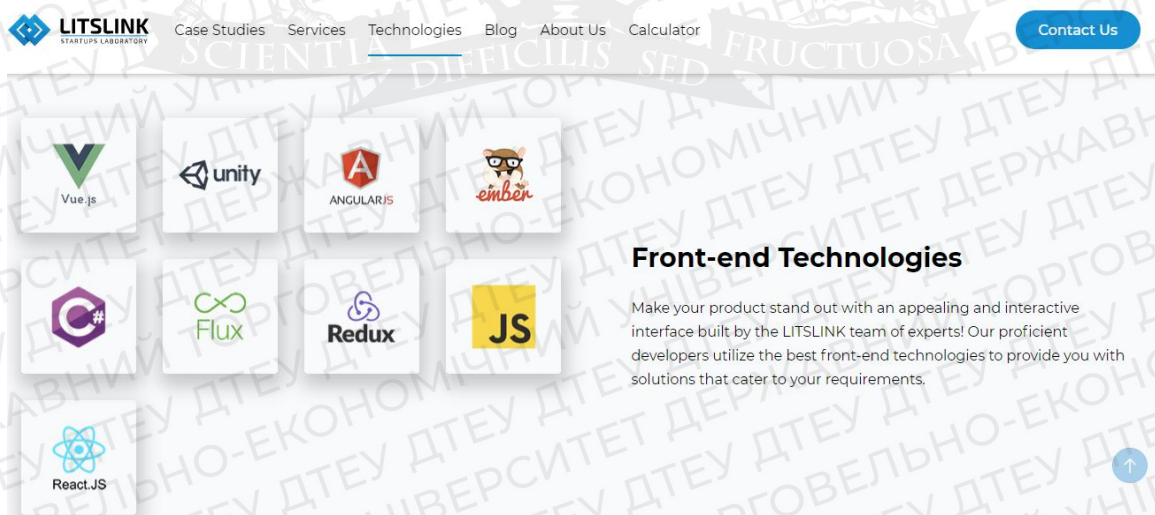 LITSLINK
STARTUPS LABORATORY
Case Studies Services Technologies Blog About Us Calculator
Contact Us
SCIENTI DIFFICILIS SED FRUCTUOSA
Vue.js
unity
ANGULARJS
ember
C#
Flux
Redux
JS
React.JS
Front-end Technologies
Make your product stand out with an appealing and interactive
interface built by the LITSLINK team of experts! Our proficient
developers utilize the best front-end technologies to provide you with
solutions that cater to your requirements.
ДТЕУ ДЕРЖАВНИЙ ТОРГОВЕЛЬНО-ЕКОНОМІЧНИЙ УНІВЕРСИТЕТ